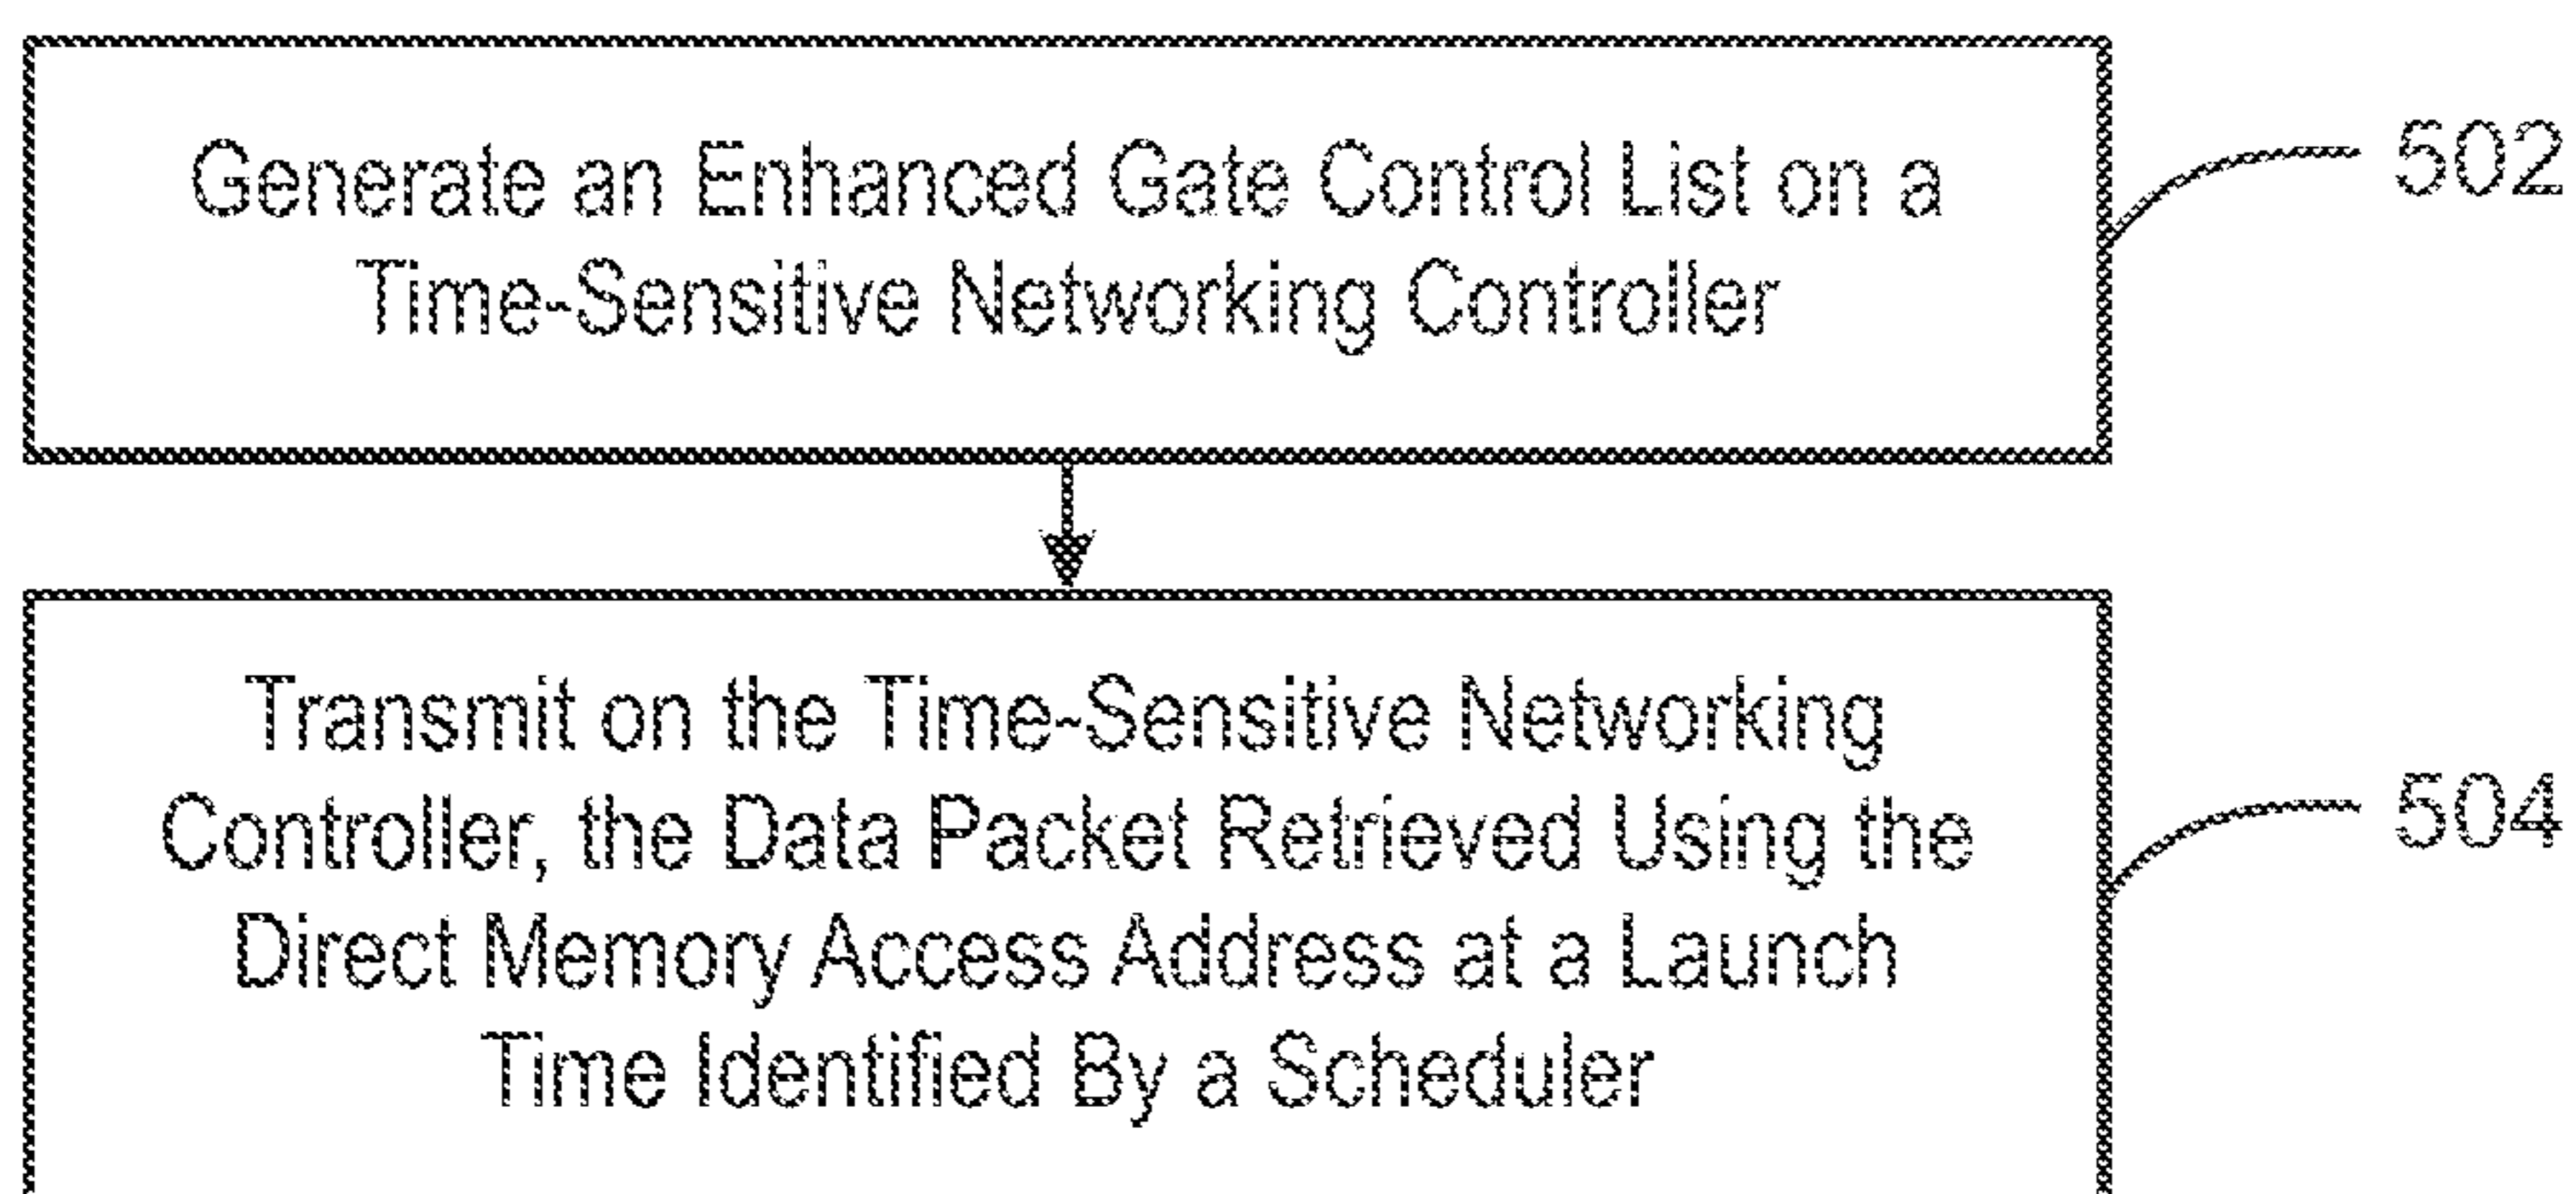 Generate an Enhanced Gate Control List on a
Time-Sensitive Networking Controller
502
Transmit on the Time-Sensitive Networking
Controller, the Data Packet Retrieved Using the
Direct Memory Access Address at a Launch
Time Identified By a Scheduler
504